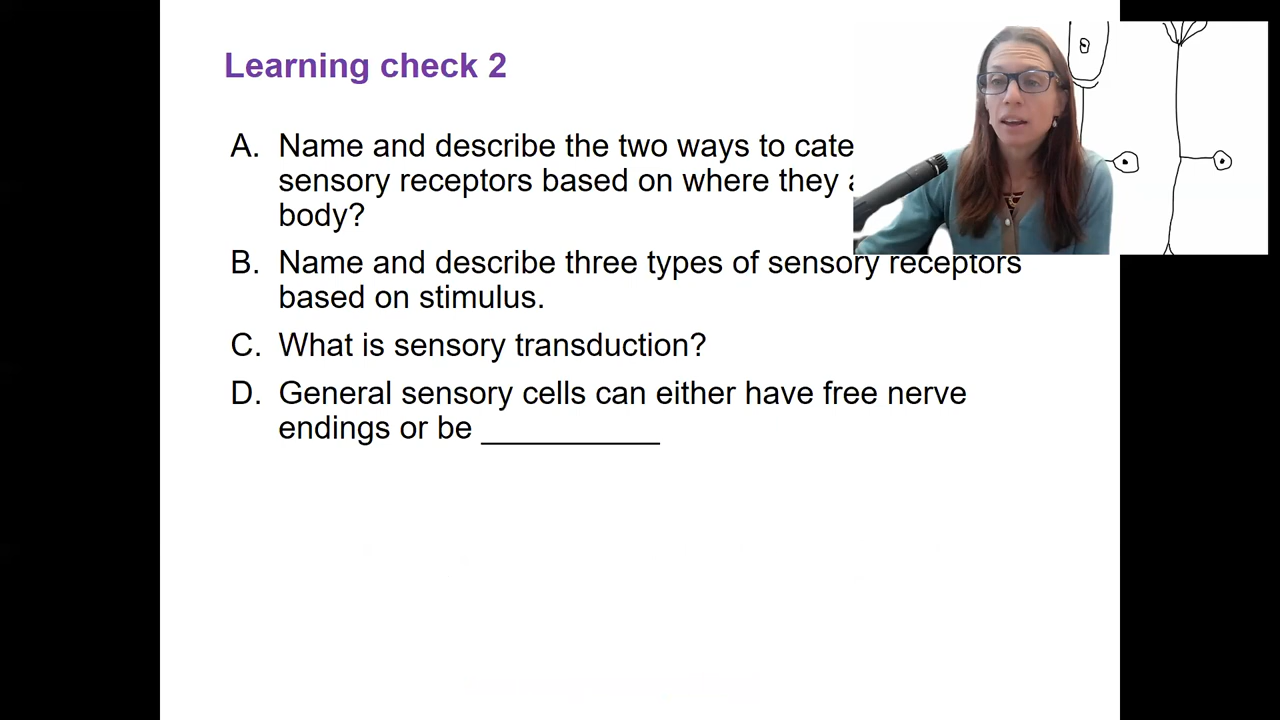 Learning check 2
A. Name and describe the two ways to cate
sensory receptors based on where they a
body?
B. Name and describe three types of sensory receptors
based on stimulus.
C. What is sensory transduction?
D. General sensory cells can either have free nerve
endings or be ___________